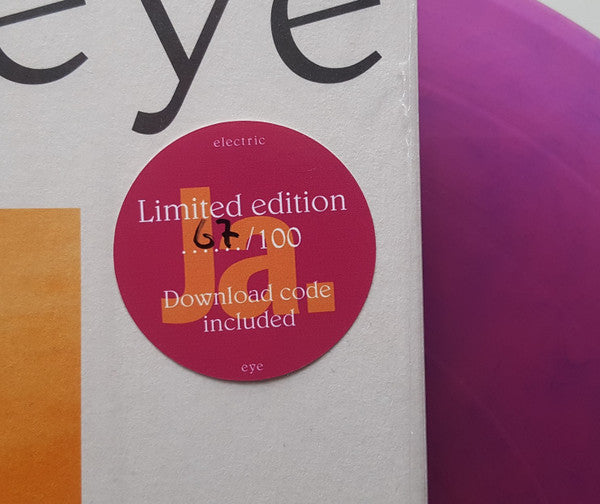 eye
electric
Limited edition
...67.../100
Ja.
Download code
included
eye